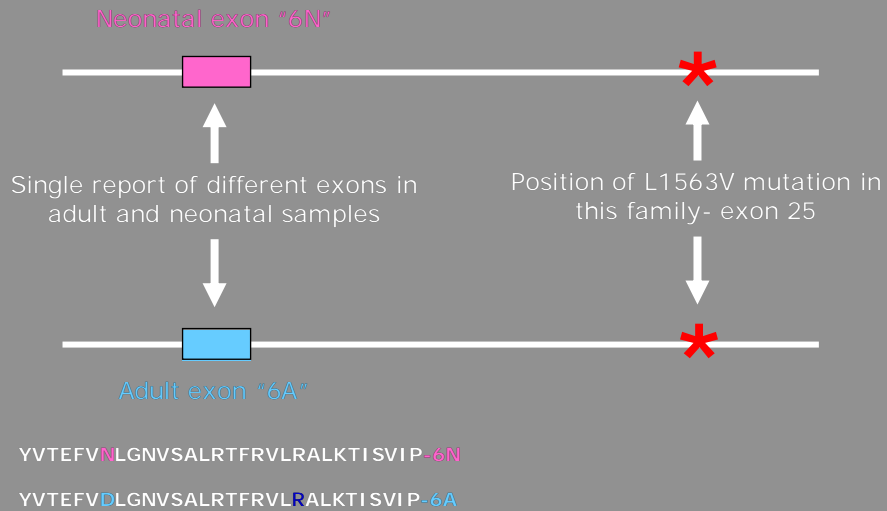 Neonatal exon "6N"
Single report of different exons in
adult and neonatal samples
Position of L1563V mutation in
this family- exon 25
Adult exon "6A"
YVTEFVNLGNVSALRTFRVLRALKTISVIP-6N
YVTEFVDLGNVSALRTFRVLRALKTISVIP-6A